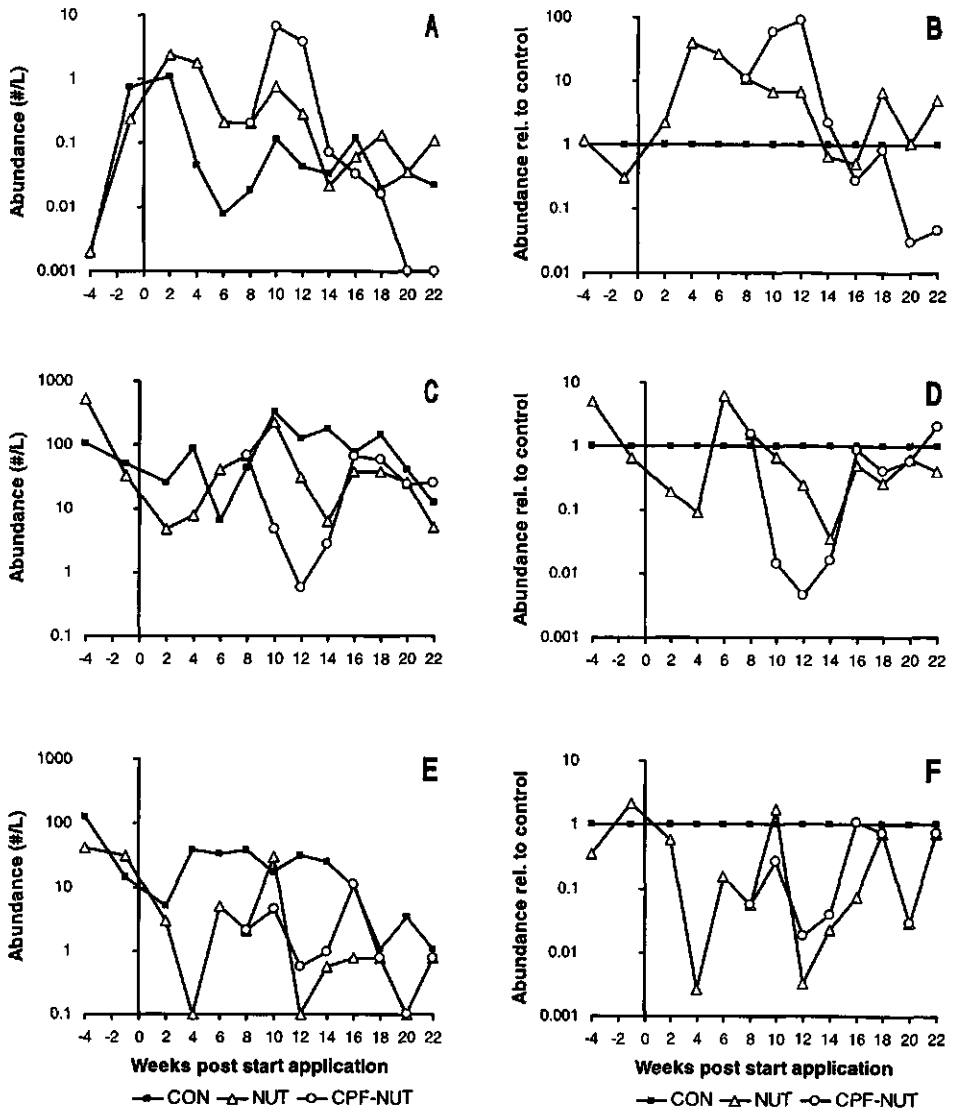 A
Abundance (#/L)
10
1
0.1
0.01
0.001
-4 -2 0 2 4 6 8 10 12 14 16 18 20 22
B
Abundance rel. to control
100
10
1
0.1
0.01
-4 -2 0 2 4 6 8 10 12 14 16 18 20 22
C
Abundance (#/L)
1000
100
10
1
0.1
-4 -2 0 2 4 6 8 10 12 14 16 18 20 22
D
Abundance rel. to control
10
1
0.1
0.01
0.001
-4 -2 0 2 4 6 8 10 12 14 16 18 20 22
E
Abundance (#/L)
1000
100
10
1
0.1
-4 -2 0 2 4 6 8 10 12 14 16 18 20 22
Weeks post start application
CON NUT CPF-NUT
F
Abundance rel. to control
10
1
0.1
0.01
0.001
-4 -2 0 2 4 6 8 10 12 14 16 18 20 22
Weeks post start application
CON NUT CPF-NUT